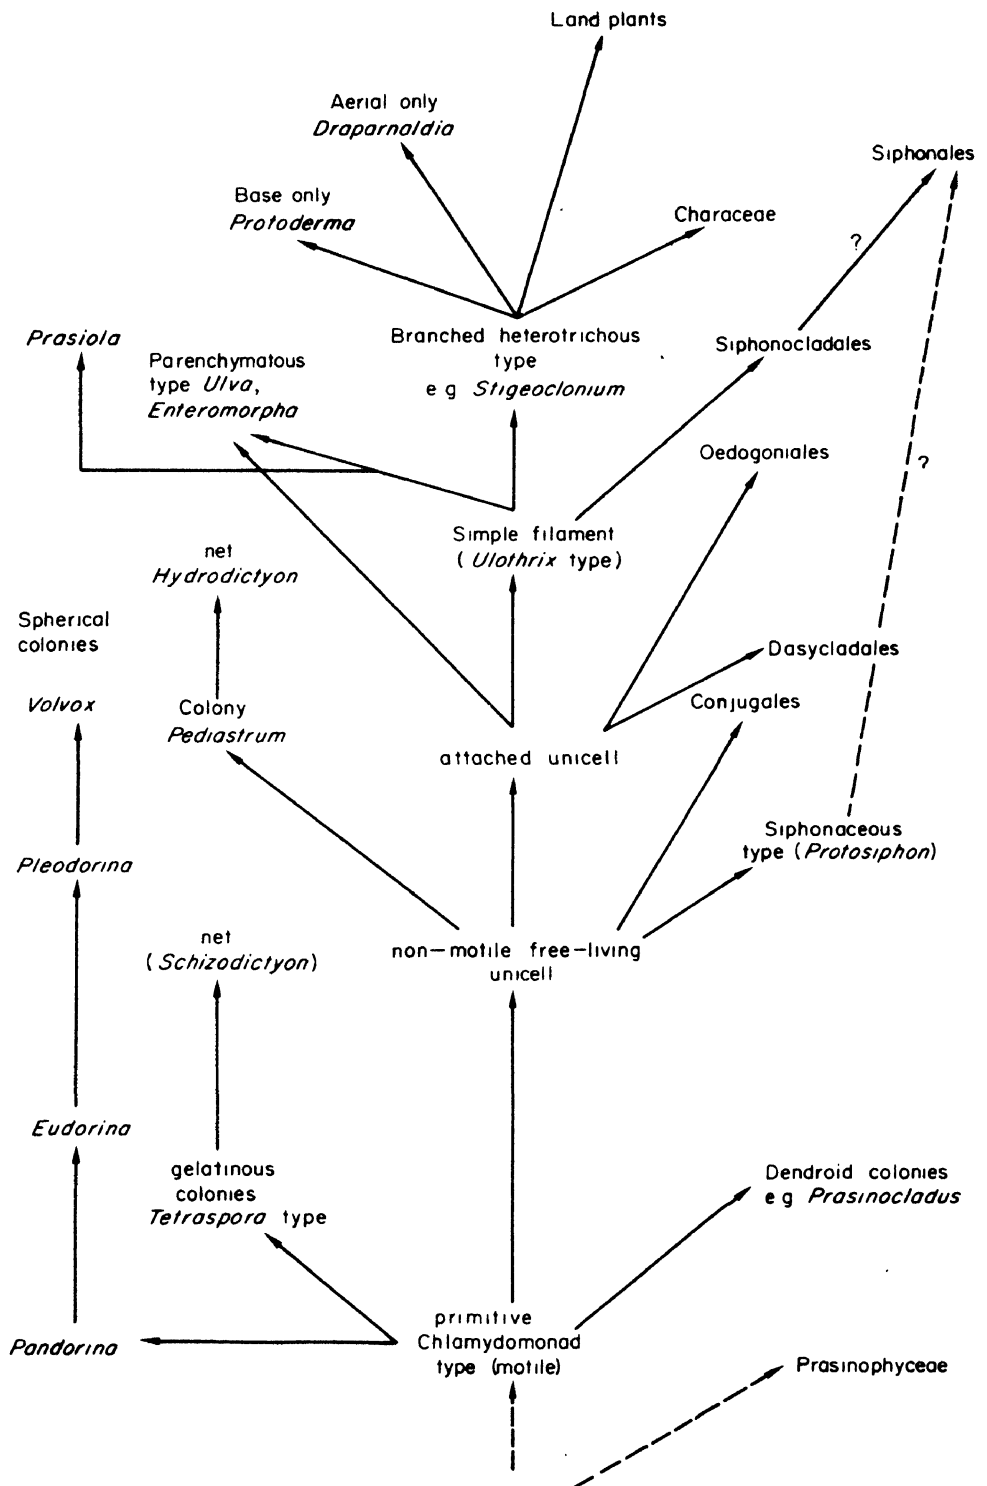 Land plants
Aerial only
Draparnaldia
Siphonales
Base only
Protoderma
Characeae
?
Prasiola
Branched heterotrichous
type
e g Stigeoclonium
Siphonocladales
Parenchymatous
type Ulva,
Enteromorpha
Oedogoniales
?
Simple filament
(Ulothrix type)
net
Hydrodictyon
Spherical
colonies
Dasycladales
Volvox
Colony
Pediastrum
Conjugales
attached unicell
Siphonaceous
type (Protosiphon)
Pleodorina
net
(Schizodictyon)
non-motile free-living
unicell
Eudorina
gelatinous
colonies
Tetraspora type
Dendroid colonies
e g Prasinocladus
primitive
Chlamydomonad
type (motile)
Pandorina
Prasinophyceae